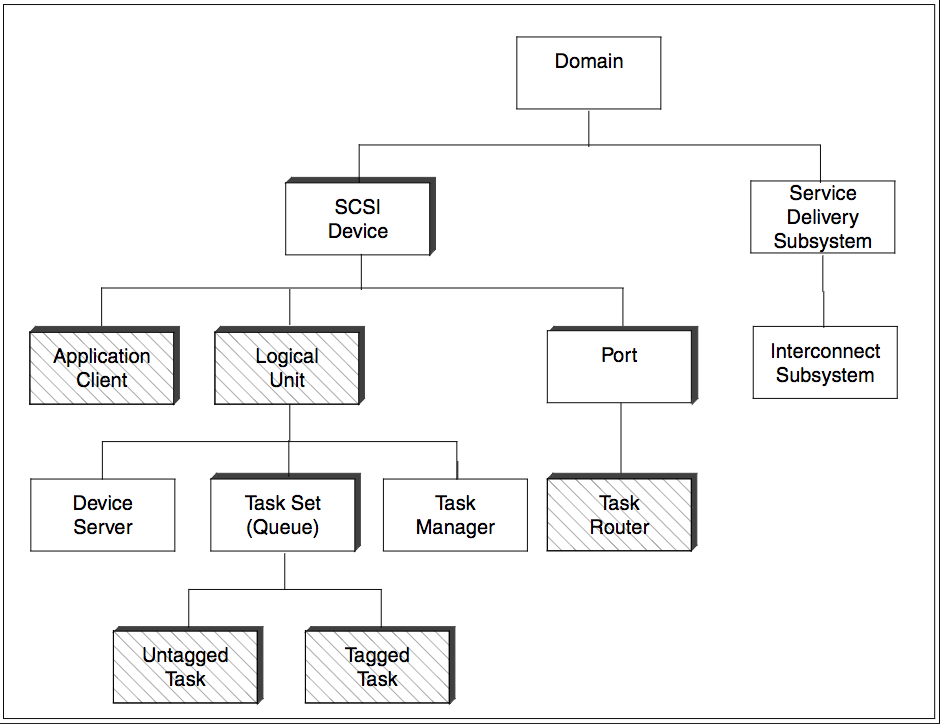 Domain
SCSI
Device
Service
Delivery
Subsystem
Application
Client
Logical
Unit
Port
Interconnect
Subsystem
Device
Server
Task Set
(Queue)
Task
Manager
Task
Router
Untagged
Task
Tagged
Task